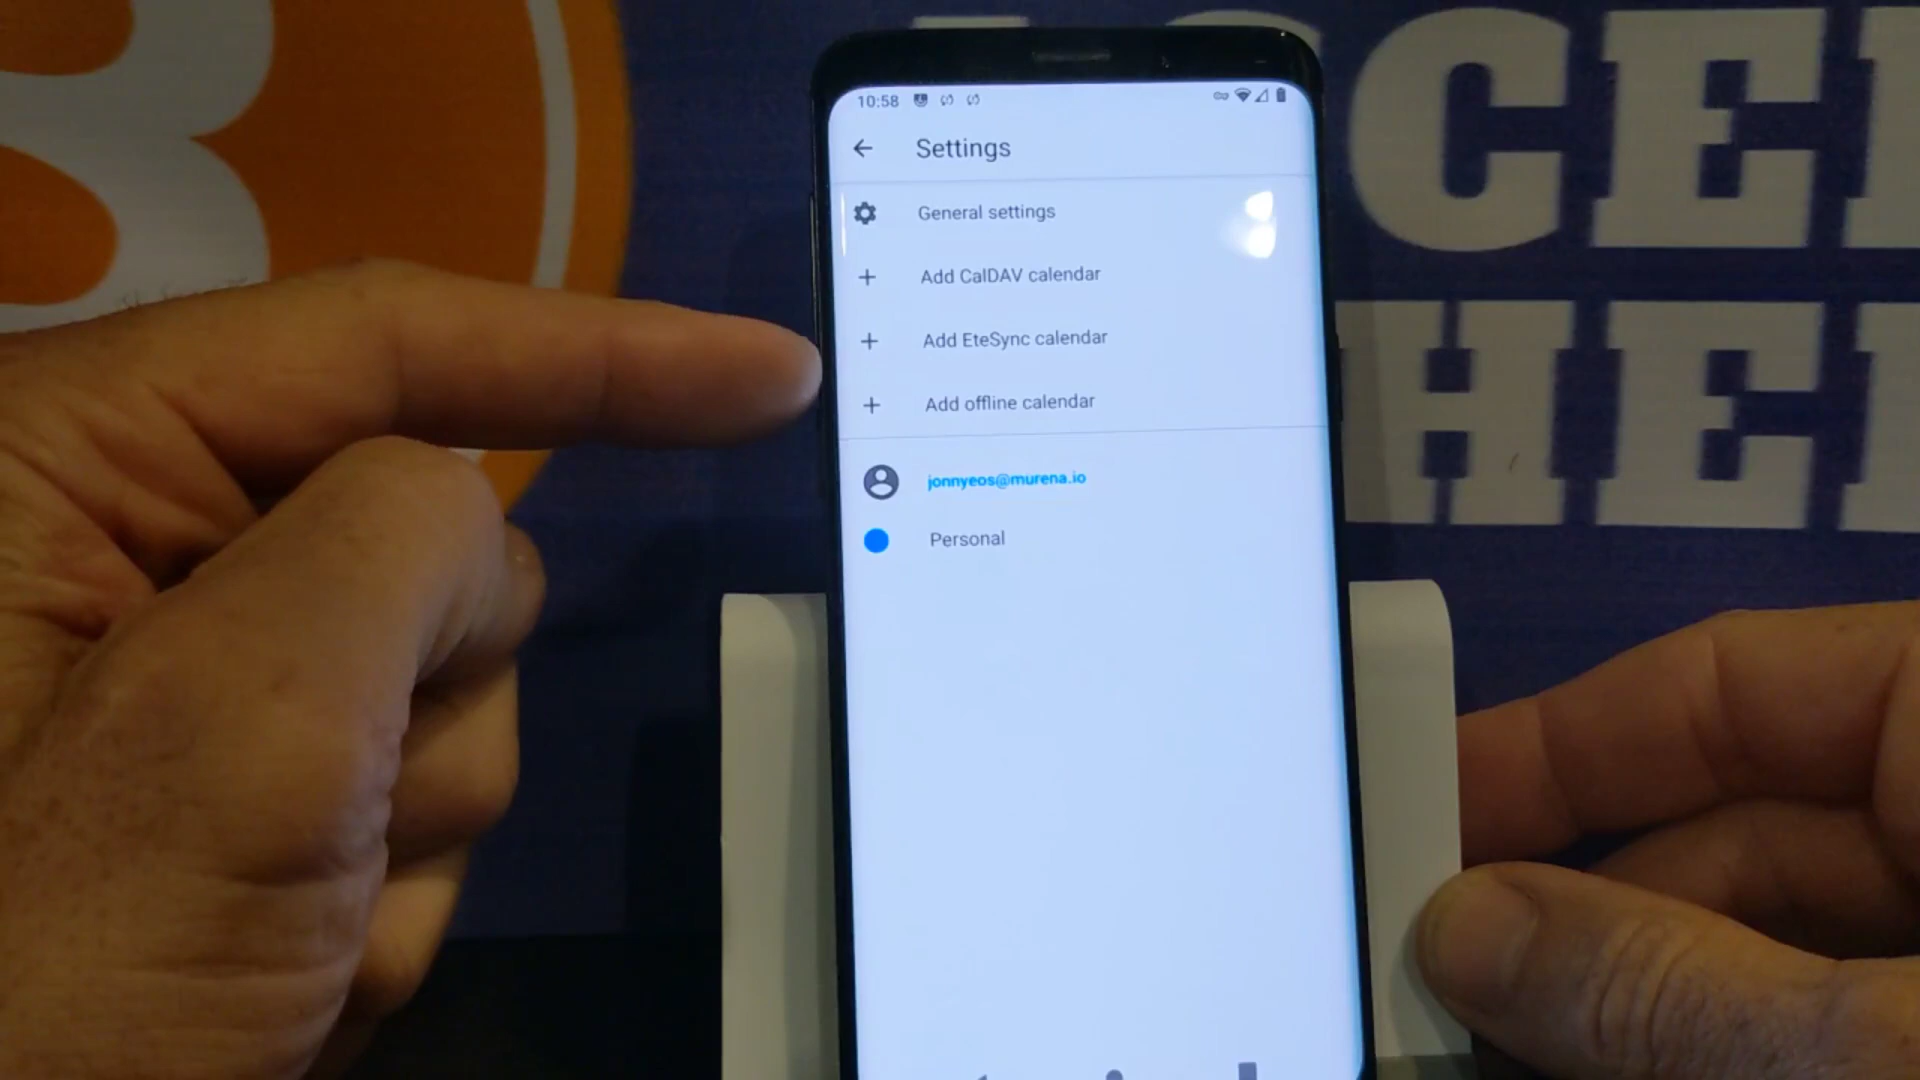 10:58
Settings
General settings
Add CalDAV calendar
Add EteSync calendar
Add offline calendar
jonnyeos@murena.io
Personal